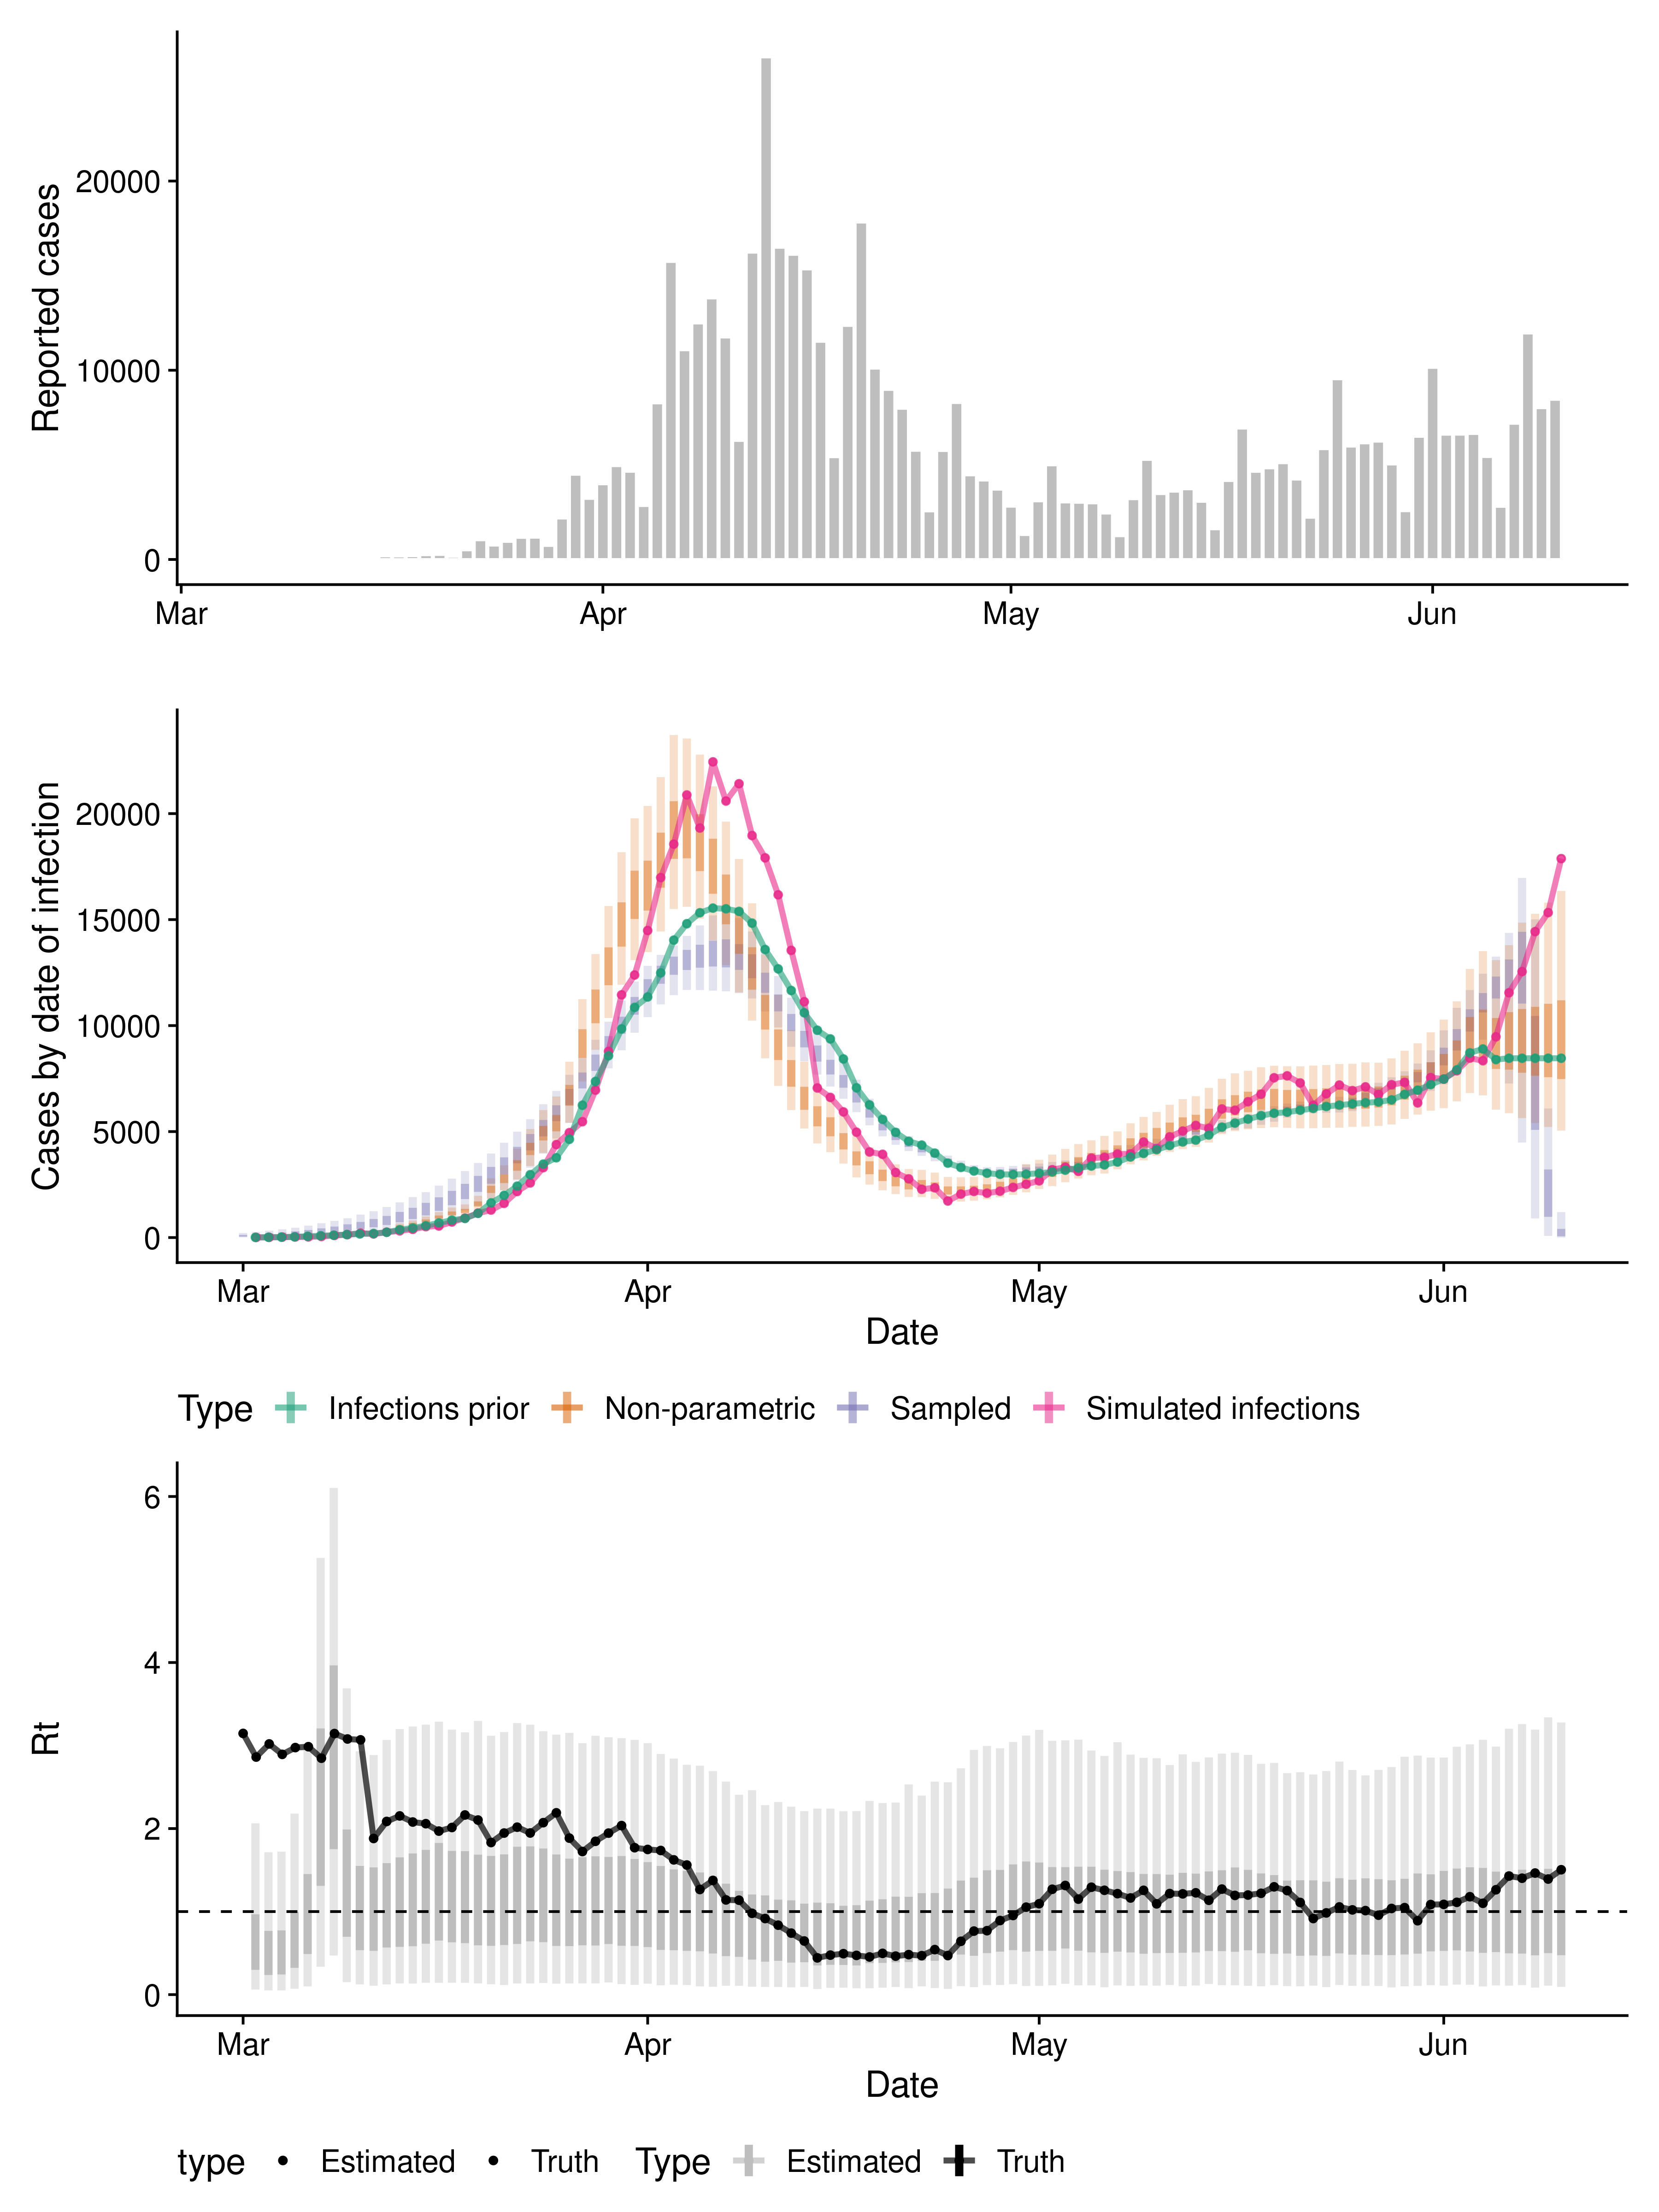 Reported cases
20000
10000
0
Mar Apr May Jun
Cases by date of infection
20000
15000
10000
5000
0
Mar Apr May Jun
Date
Type Infections prior Non-parametric Sampled Simulated infections
Rt
6
4
2
0
Mar Apr May Jun
Date
type Estimated Truth Type Estimated Truth